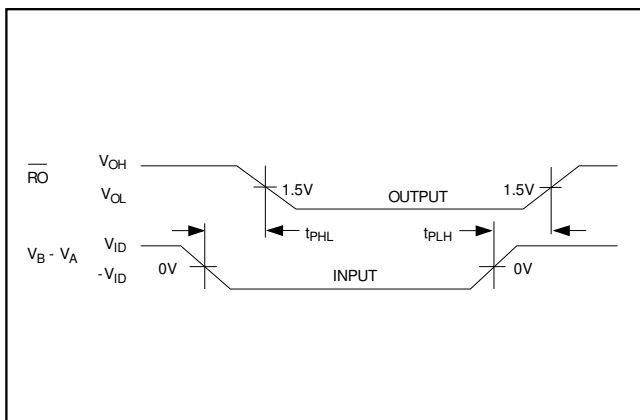 V_OH
RO
V_OL
1.5V
OUTPUT
1.5V
t_PHL
t_PLH
V_B - V_A
V_ID
-V_ID
0V
INPUT
0V